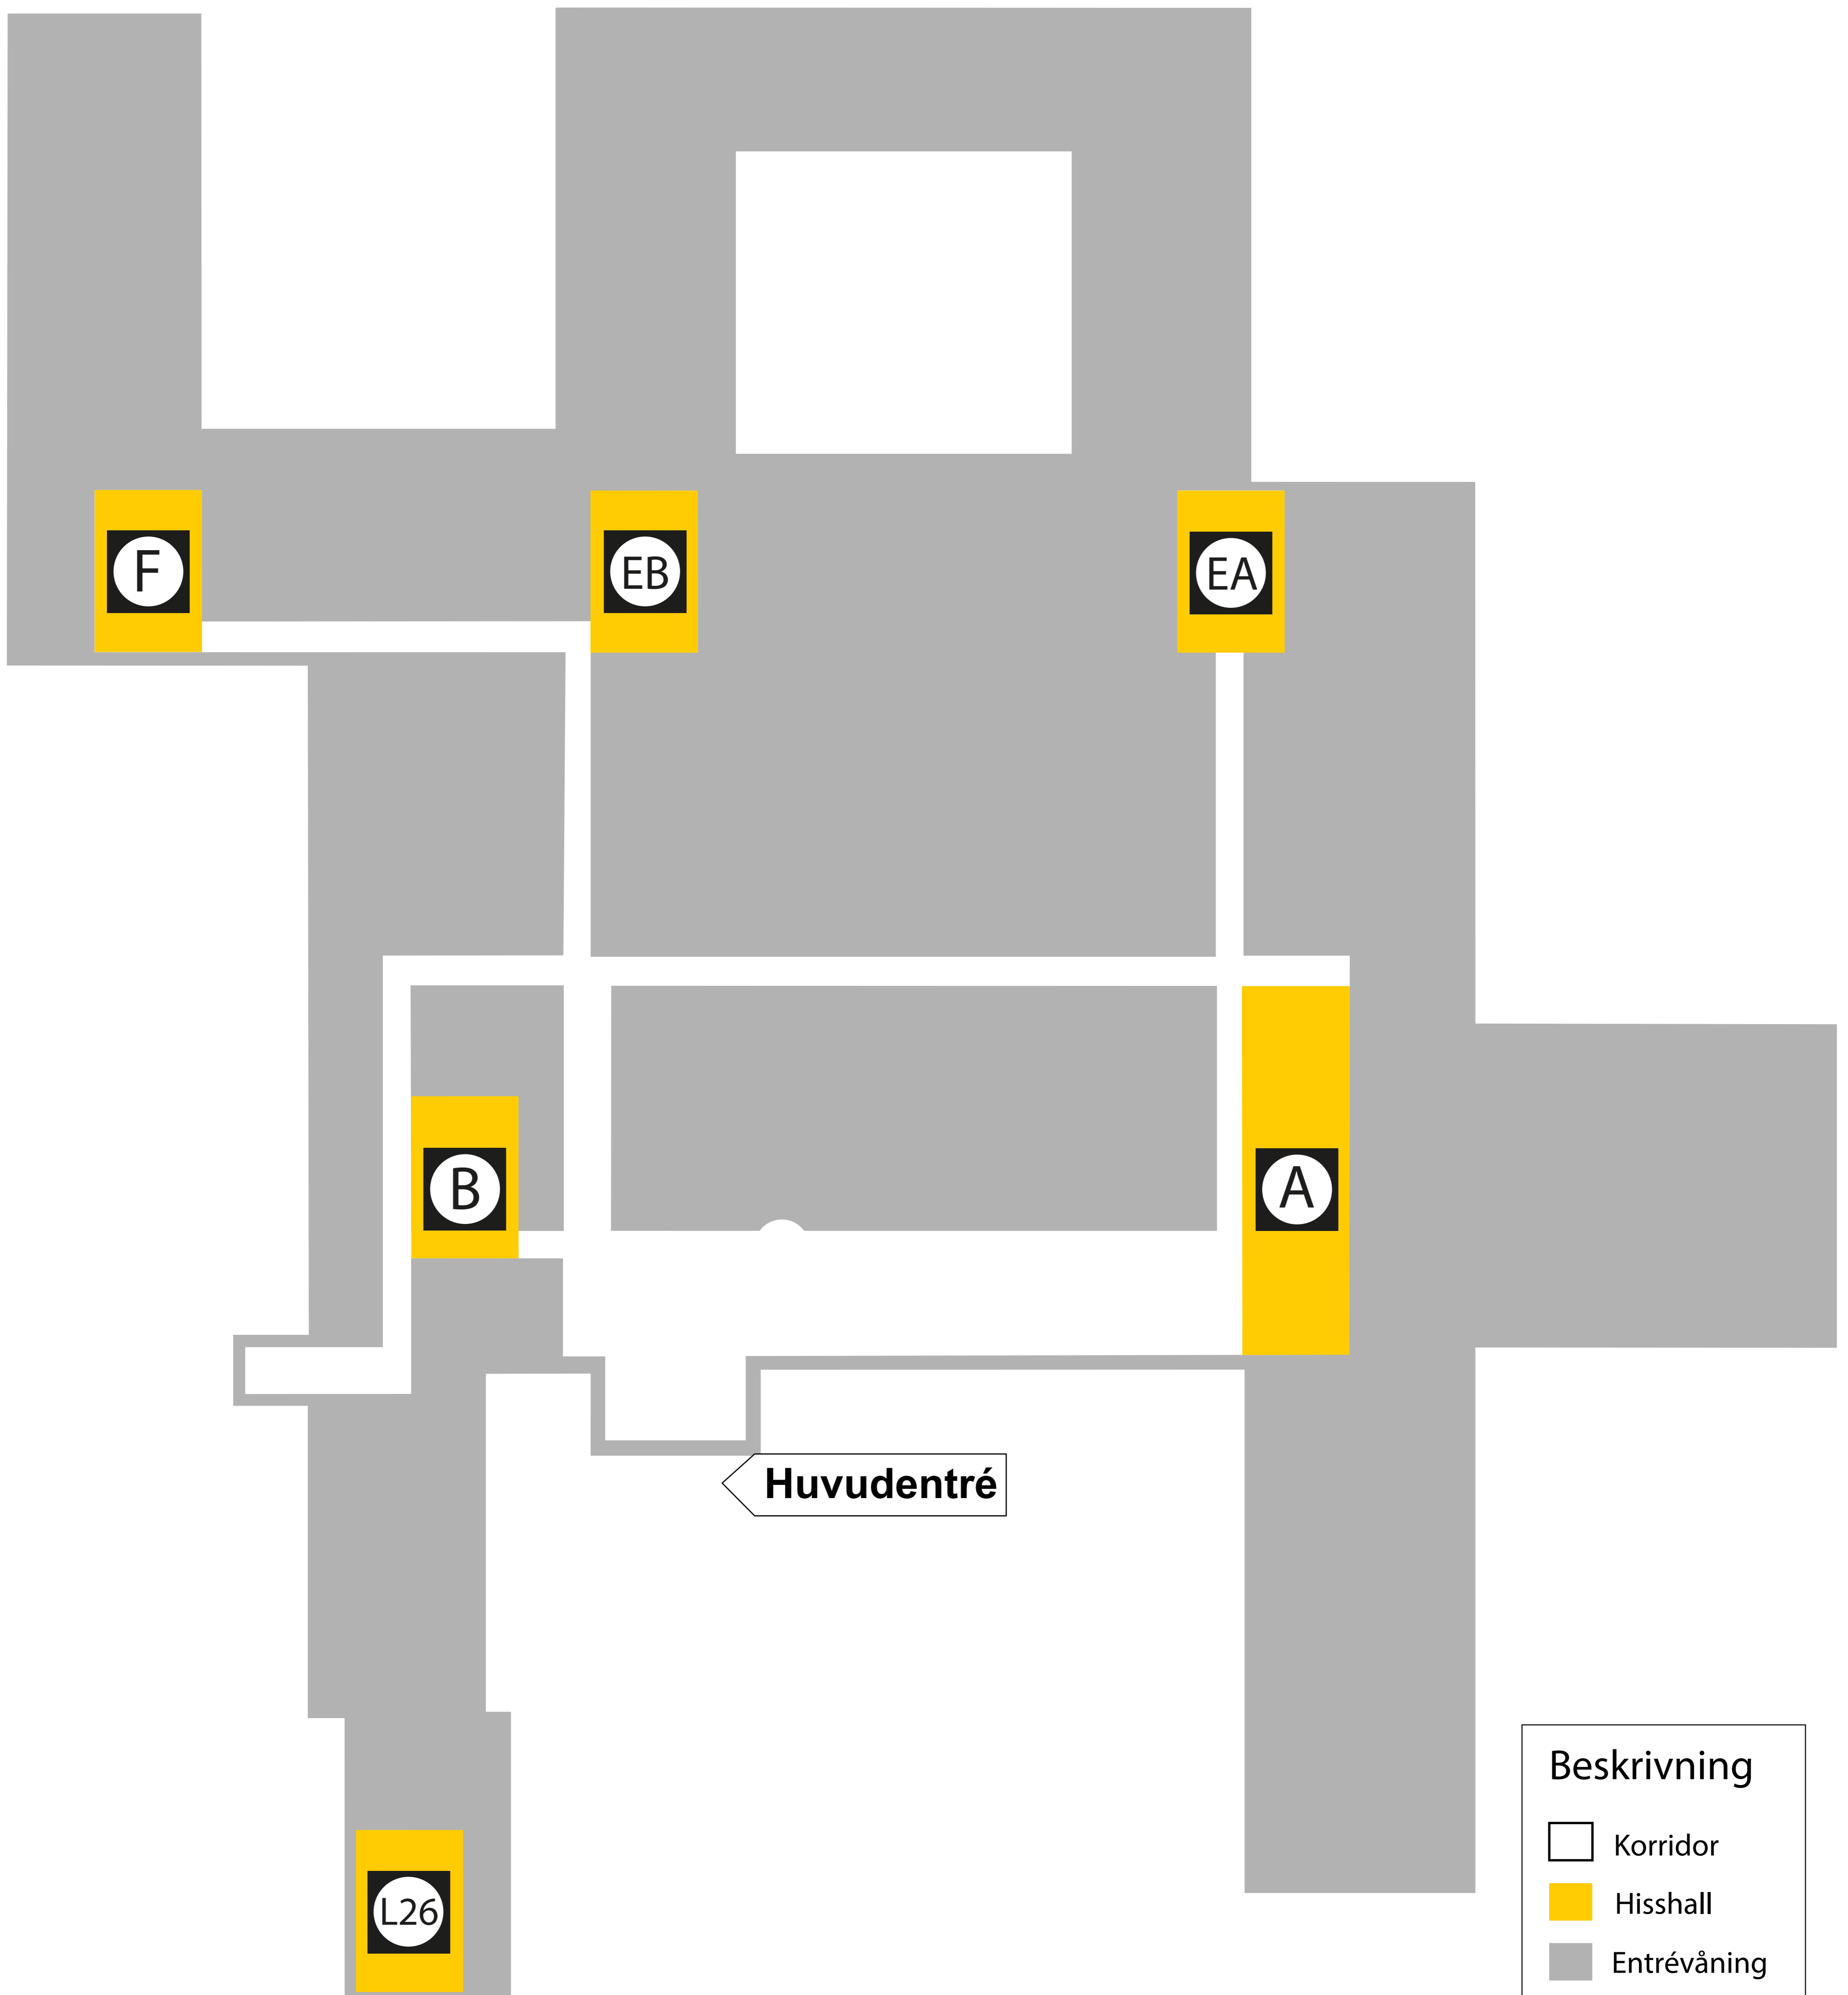 F
EB
EA
B
A
Huvudentré
L26
Beskrivning
Korridor
Hisshall
Entrévåning